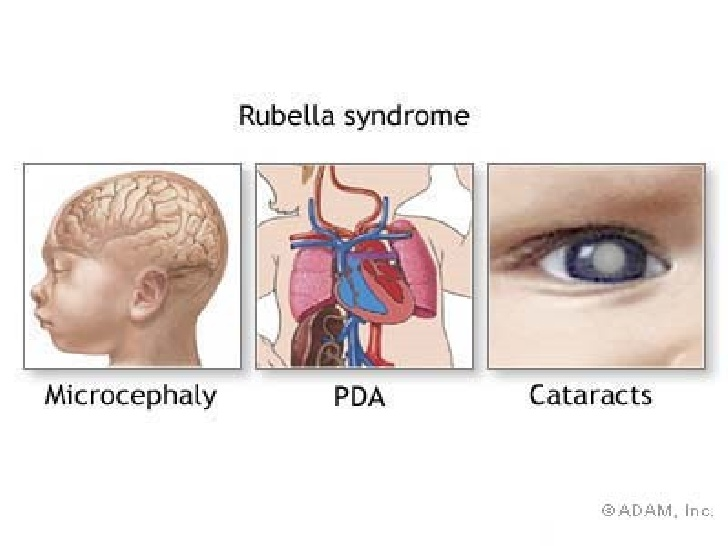 Rubella syndrome
Microcephaly
PDA
Cataracts
©ADAM, Inc.